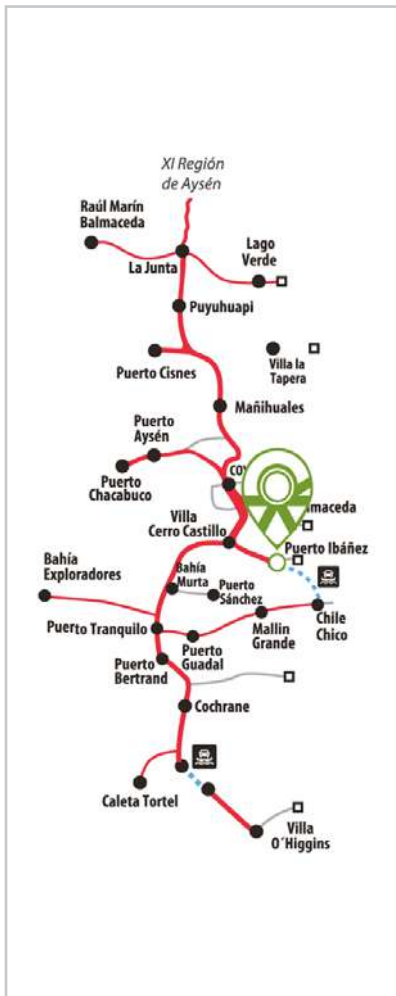 XI Región
de Aysén
Raúl Marín
Balmaceda
Lago
Verde
La Junta
Puyuhuapi
Villa la
Tapera
Puerto Cisnes
Mañihuales
Puerto
Aysén
Puerto
Chacabuco
Villa
Cerro Castillo
Puerto Ibáñez
Bahía
Exploradores
Bahía
Murta
Puerto
Sánchez
Chile
Chico
Mallin
Grande
Puerto Tranquilo
Puerto
Guadal
Puerto
Bertrand
Cochrane
Caleta Tortel
Villa
O´Higgins